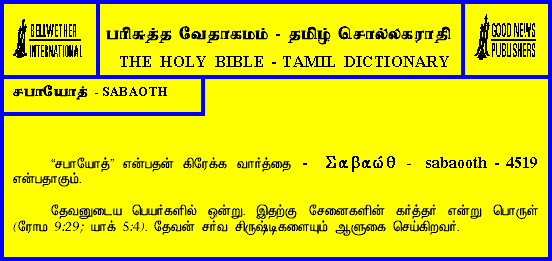 BELLWETHER
INTERNATIONAL
பரிசுத்த வேதாகமம் - தமிழ் சொல்லகராதி
THE HOLY BIBLE - TAMIL DICTIONARY
GOOD NEWS
PUBLISHERS
சபாயோத் - SABAOTH
“சபாயோத்” என்பதன் கிரேக்க வார்த்தை - Σαβαώθ - sabaooth - 4519
என்பதாகும்.
தேவனுடைய பெயர்களில் ஒன்று. இதற்கு சேனைகளின் கர்த்தர் என்று பொருள்
(ரோம 9:29; யாக் 5:4). தேவன் சர்வ சிருஷ்டிகளையும் ஆளுகை செய்கிறவர்.